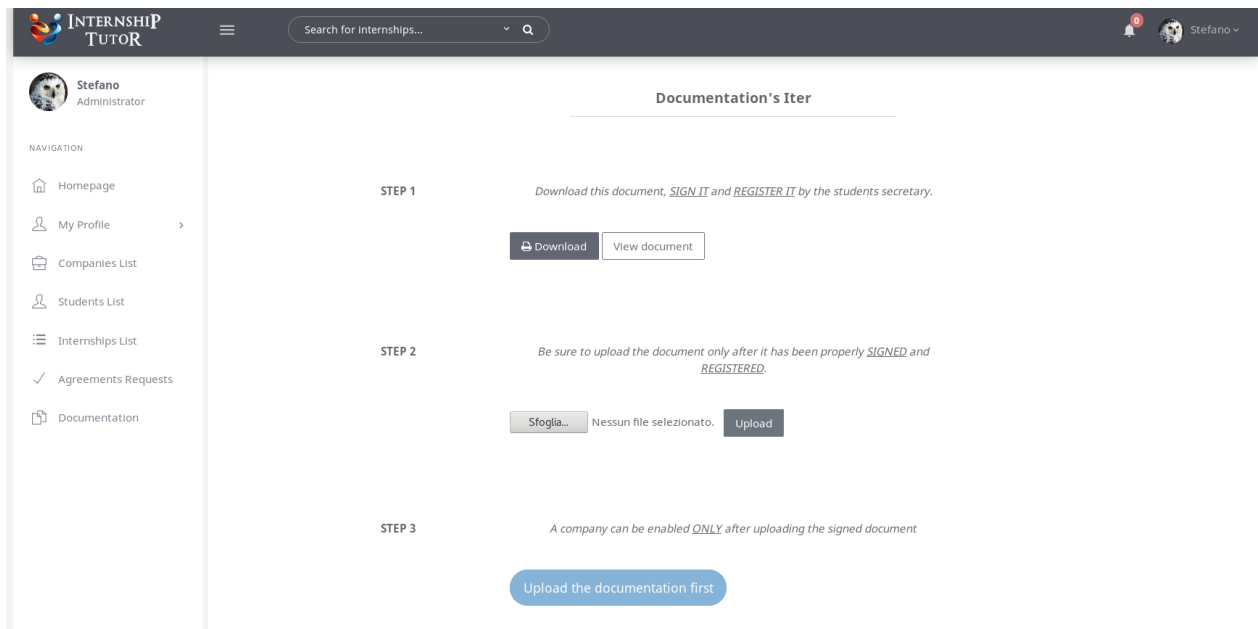 INTERNSHIP
TUTOR
Search for internships...
0
Stefano
Stefano
Administrator
NAVIGATION
Homepage
My Profile
Companies List
Students List
Internships List
Agreements Requests
Documentation
Documentation's Iter
STEP 1
Download this document, SIGN IT and REGISTER IT by the students secretary.
Download
View document
STEP 2
Be sure to upload the document only after it has been properly SIGNED and
REGISTERED.
Sfoglia...
Nessun file selezionato.
Upload
STEP 3
A company can be enabled ONLY after uploading the signed document
Upload the documentation first